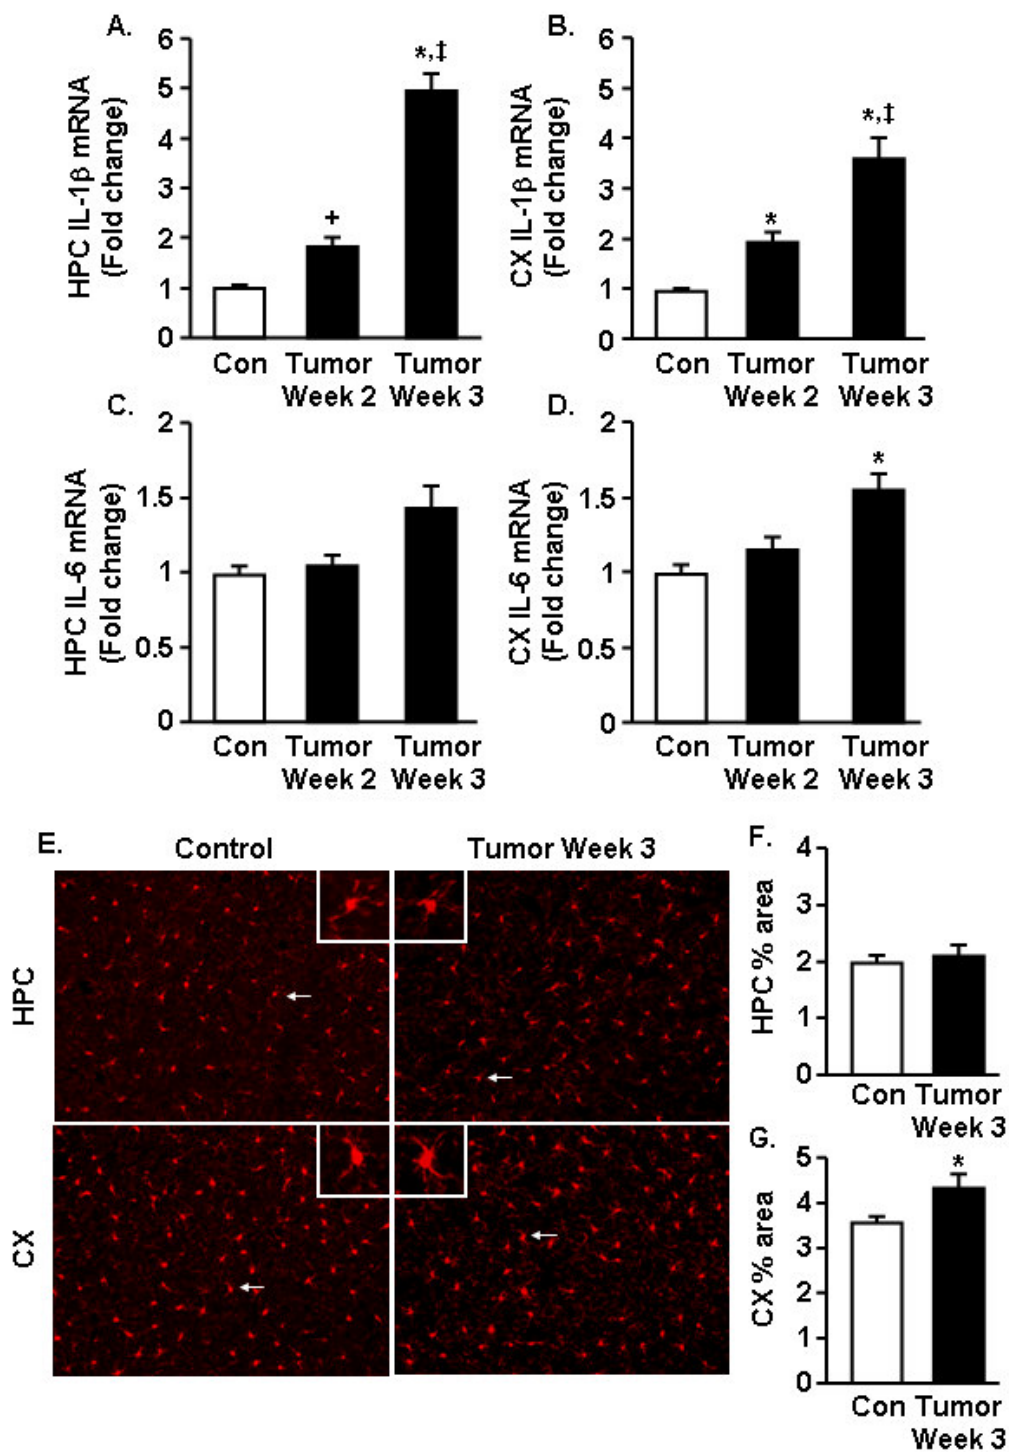 A.
HPC IL-1β mRNA
(Fold change)
6
5
4
3
2
1
0
+
*,‡
Con Tumor Tumor
Week 2 Week 3
B.
CX IL-1β mRNA
(Fold change)
6
5
4
3
2
1
0
*
*,‡
Con Tumor Tumor
Week 2 Week 3
C.
HPC IL-6 mRNA
(Fold change)
2
1.5
1
0.5
0
Con Tumor Tumor
Week 2 Week 3
D.
CX IL-6 mRNA
(Fold change)
2
1.5
1
0.5
0
*
Con Tumor Tumor
Week 2 Week 3
E.
Control Tumor Week 3
HPC
CX
F.
HPC % area
4
3
2
1
0
Con Tumor
Week 3
G.
CX % area
5
4
3
2
1
0
*
Con Tumor
Week 3